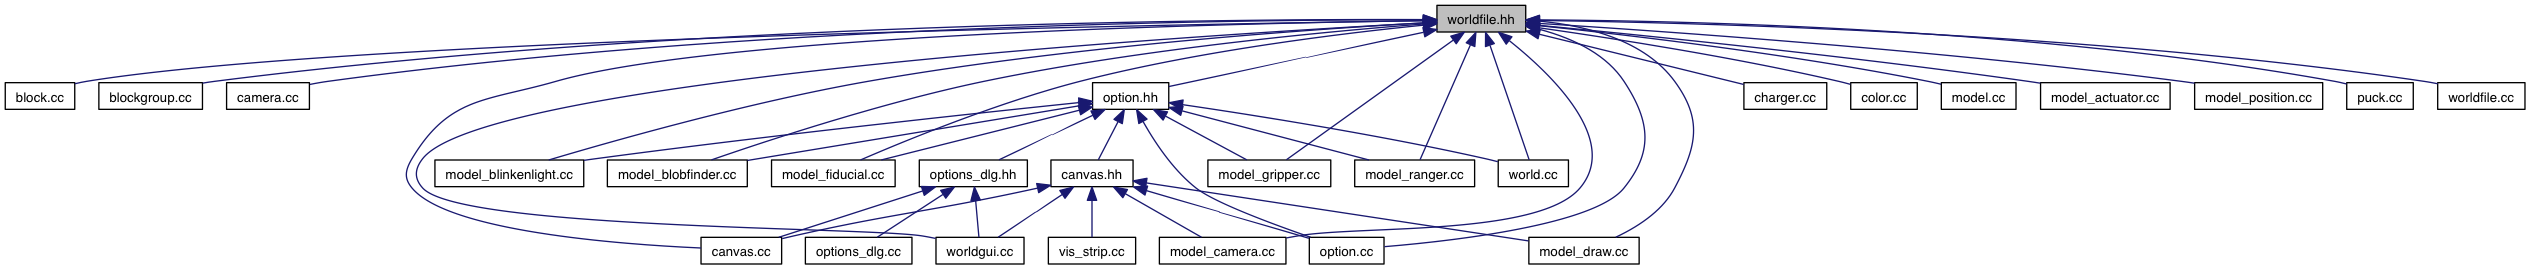 worldfile.hh
block.cc
blockgroup.cc
camera.cc
option.hh
charger.cc
color.cc
model.cc
model_actuator.cc
model_position.cc
puck.cc
worldfile.cc
model_blinkenlight.cc
model_blobfinder.cc
model_fiducial.cc
options_dlg.hh
canvas.hh
model_gripper.cc
model_ranger.cc
world.cc
canvas.cc
options_dlg.cc
worldgui.cc
vis_strip.cc
model_camera.cc
option.cc
model_draw.cc